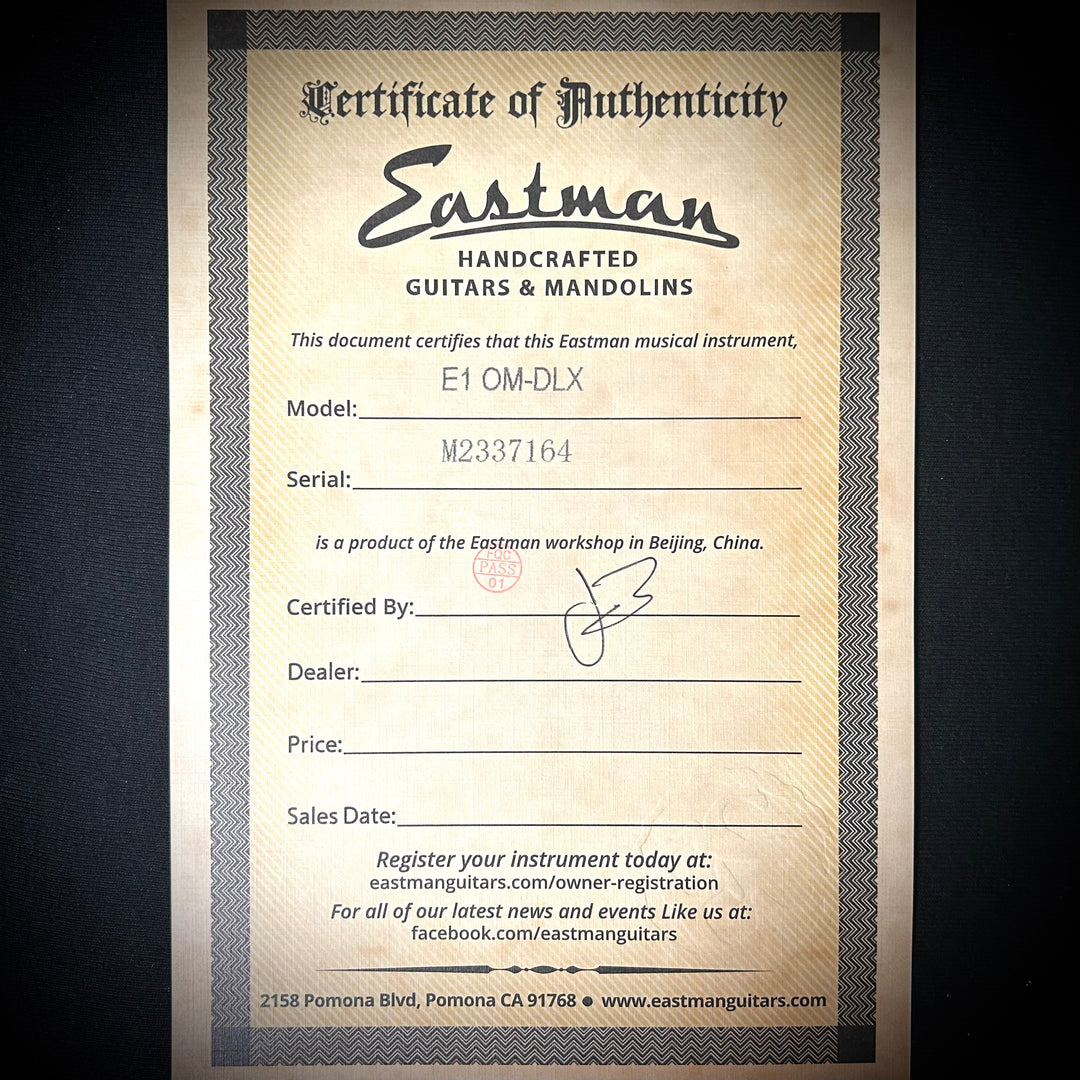 Certificate of Authenticity
Eastman
HANDCRAFTED
GUITARS & MANDOLINS
This document certifies that this Eastman musical instrument,
E1 OM-DLX
Model:
M2337164
Serial:
is a product of the Eastman workshop in Beijing, China.
FQC
PASS
01
Certified By:
Dealer:
Price:
Sales Date:
Register your instrument today at:
eastmanguitars.com/owner-registration
For all of our latest news and events Like us at:
facebook.com/eastmanguitars
2158 Pomona Blvd, Pomona CA 91768 ● www.eastmanguitars.com